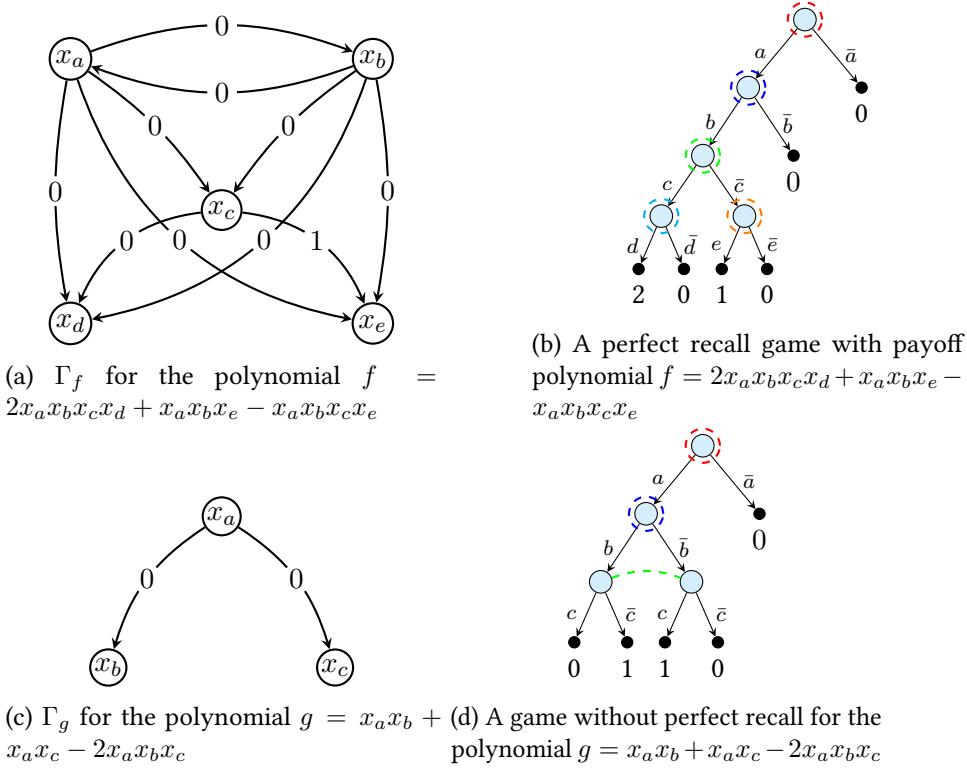 0
x_a
x_b
0
0
0
0
0
x_c
0
0
0
1
x_d
x_e
(a) Γ_f for the polynomial f =
2x_a x_b x_c x_d + x_a x_b x_e − x_a x_b x_c x_e
a
ā
0
b
b̄
0
c
c̄
d
d̄
e
ē
2
0
1
0
(b) A perfect recall game with payoff
polynomial f = 2x_a x_b x_c x_d + x_a x_b x_e −
x_a x_b x_c x_e
x_a
0
0
x_b
x_c
(c) Γ_g for the polynomial g = x_a x_b +
x_a x_c − 2x_a x_b x_c
a
ā
0
b
b̄
c
c̄
c
c̄
0
1
1
0
(d) A game without perfect recall for the
polynomial g = x_a x_b + x_a x_c − 2x_a x_b x_c